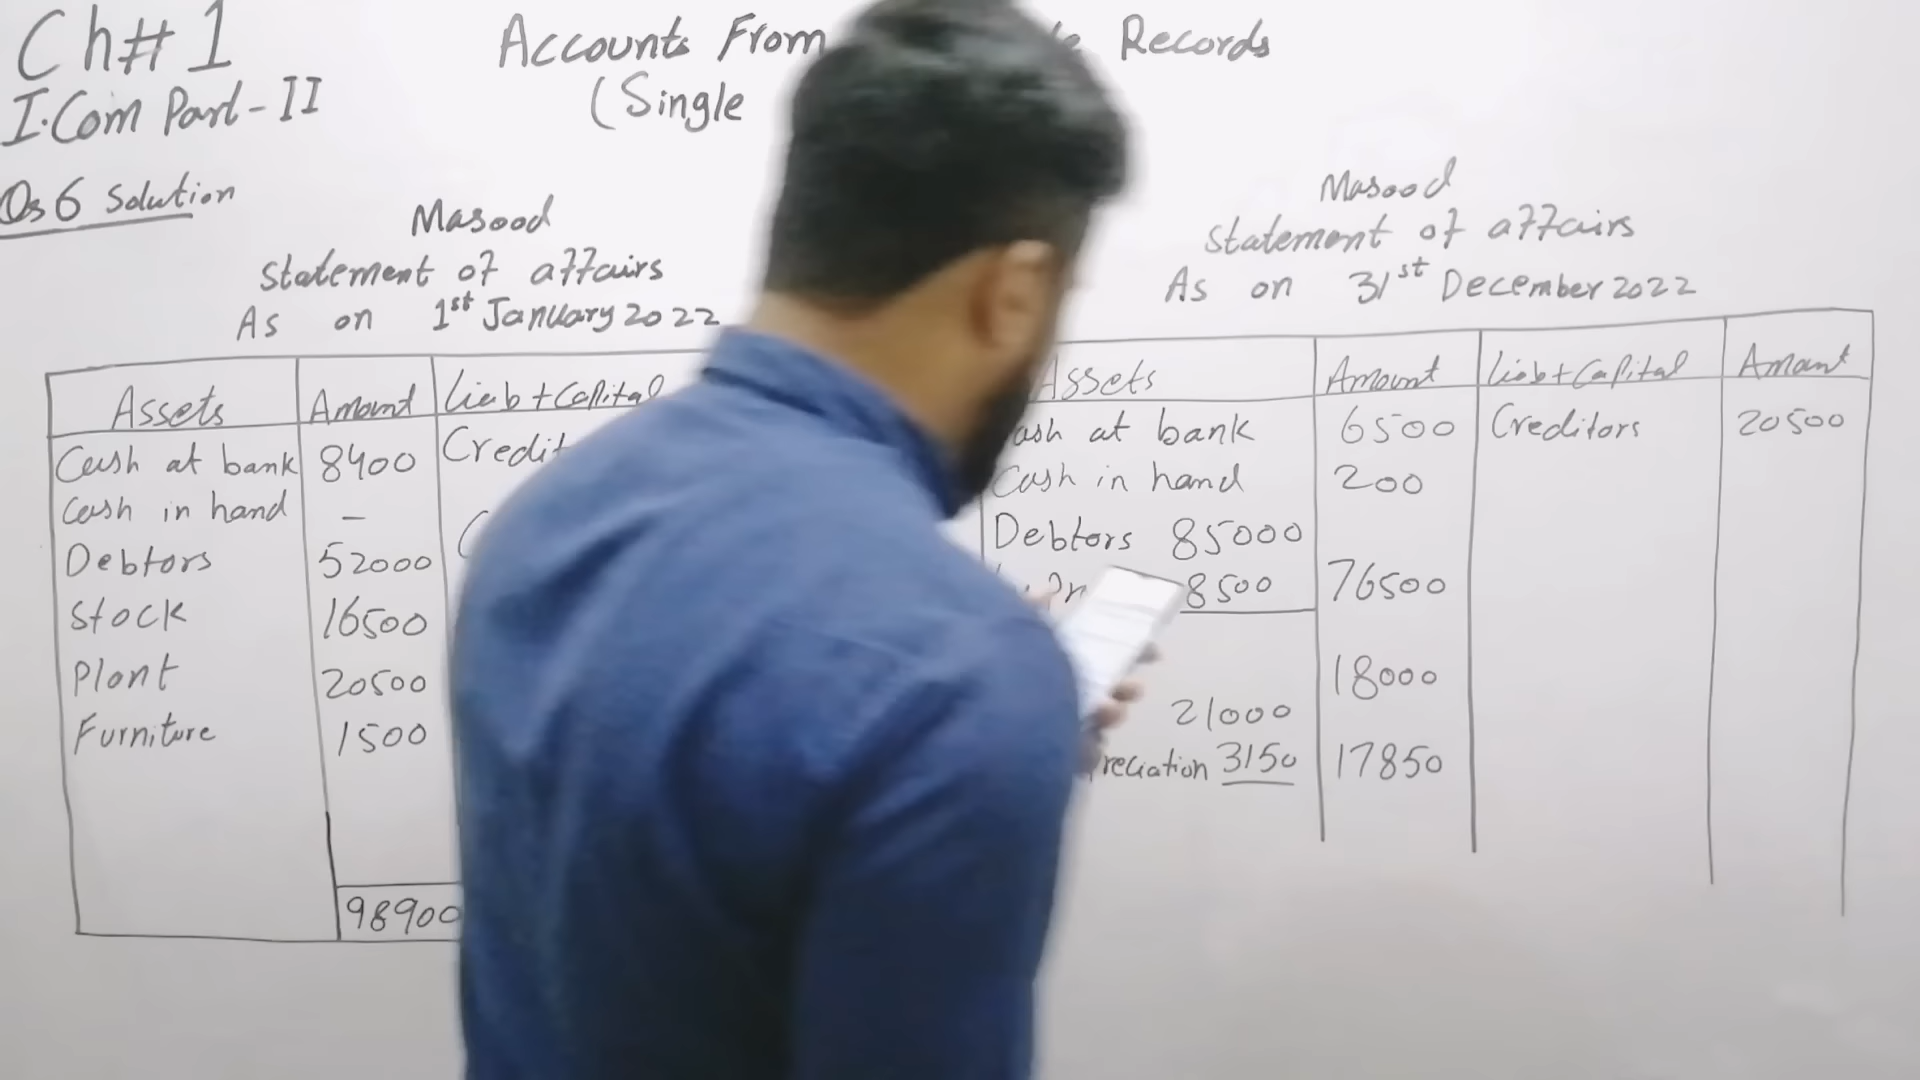 Ch# 1
I.Com Part-II
Accounts From Records
(Single
Qs 6 Solution
Masood
Statement of affairs
As on 1st January 2022
Assets Amount Liab + Capital
Cash at bank 8400
Cash in hand -
Debtors 52000
Stock 16500
Plant 20500
Furniture 1500
98900
Masood
Statement of affairs
As on 31st December 2022
Assets Amount Liab + Capital Amount
ash at bank 6500 Creditors 20500
Cash in hand 200
Debtors 85000
8500 76500
18000
21000
reciation 3150 17850